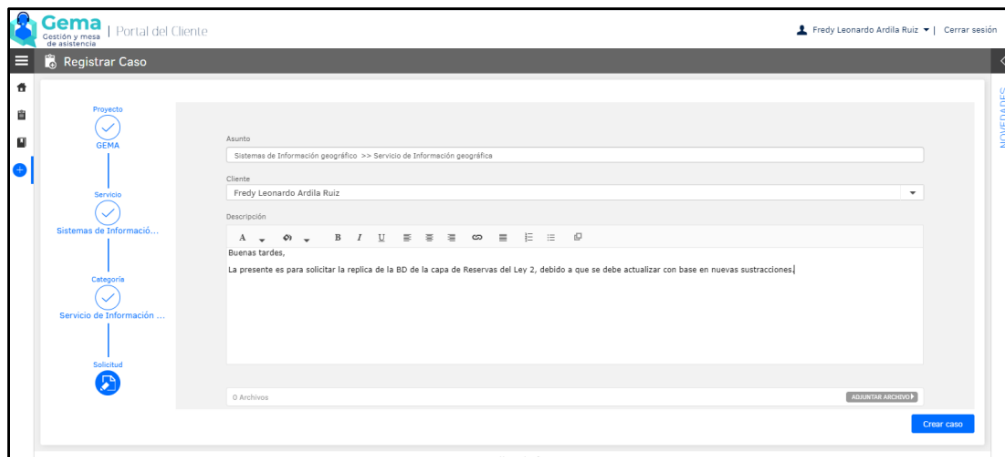 Gema
Gestión y mesa
de asistencia
Portal del Cliente
Fredy Leonardo Ardila Ruiz
Cerrar sesión
Registrar Caso
NOVEDADES
Proyecto
GEMA
Servicio
Sistemas de Informació...
Categoría
Servicio de Información ...
Solicitud
Asunto
Sistemas de Información geográfico >> Servicio de Información geográfica
Cliente
Fredy Leonardo Ardila Ruiz
Descripción
A B I U
Buenas tardes,
La presente es para solicitar la replica de la BD de la capa de Reservas del Ley 2, debido a que se debe actualizar con base en nuevas sustracciones.
0 Archivos
ADJUNTAR ARCHIVO
Crear caso